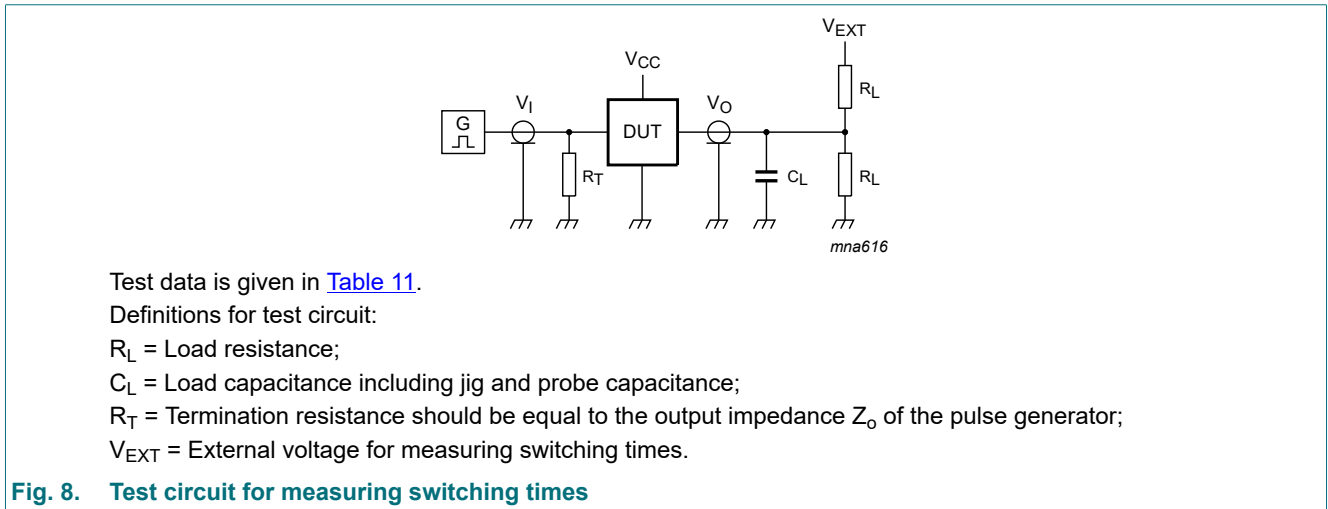 VEXT
VCC
RL
VI
VO
G
DUT
RT
CL
RL
mna616
Test data is given in Table 11.
Definitions for test circuit:
RL = Load resistance;
CL = Load capacitance including jig and probe capacitance;
RT = Termination resistance should be equal to the output impedance Zo of the pulse generator;
VEXT = External voltage for measuring switching times.
Fig. 8. Test circuit for measuring switching times